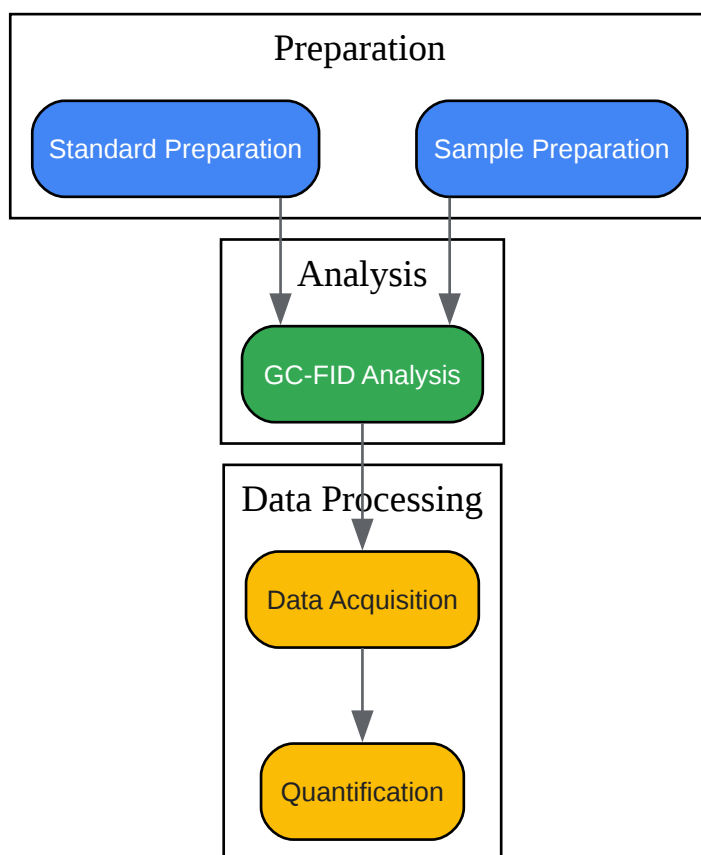 Preparation
Standard Preparation
Sample Preparation
Analysis
GC-FID Analysis
Data Processing
Data Acquisition
Quantification